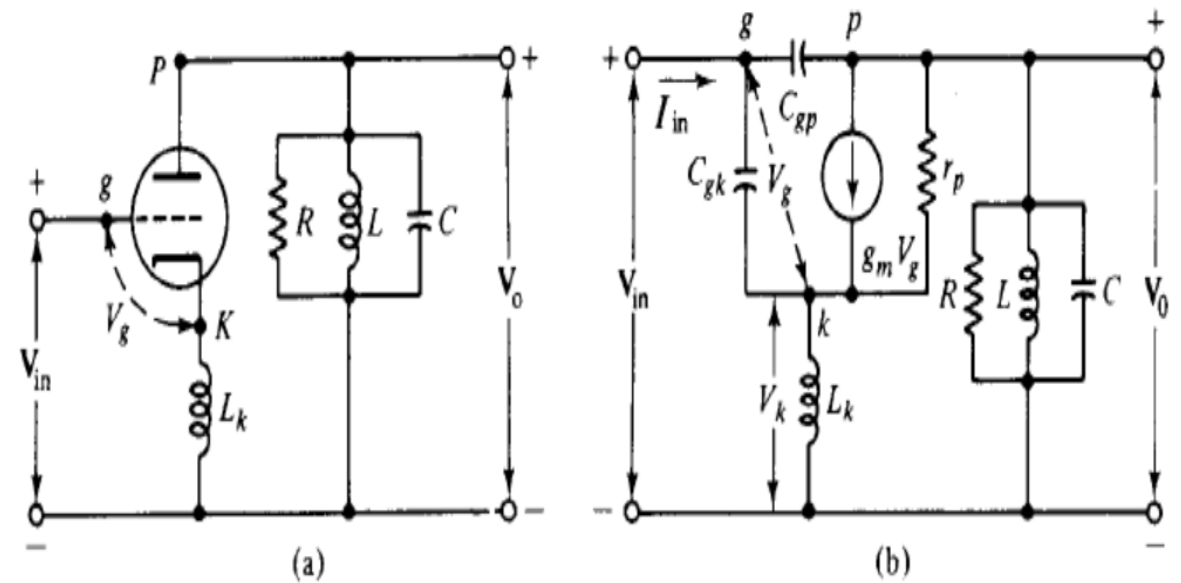 P
+
+
g
R
L
C
V_o
V_g
K
V_in
L_k
−
−
(a)
+
g
p
+
I_in
C_gp
C_gk
V_g
r_p
g_m V_g
V_in
R
L
C
V_0
k
V_k
L_k
−
−
(b)